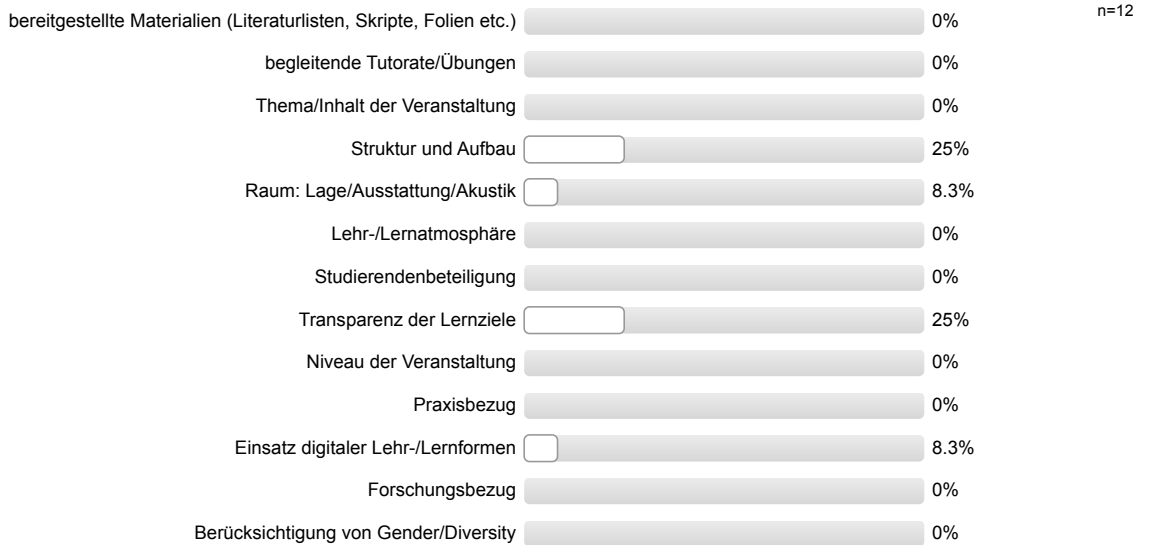 bereitgestellte Materialien (Literaturlisten, Skripte, Folien etc.) 0% n=12
begleitende Tutorate/Übungen 0%
Thema/Inhalt der Veranstaltung 0%
Struktur und Aufbau 25%
Raum: Lage/Ausstattung/Akustik 8.3%
Lehr-/Lernatmosphäre 0%
Studierendenbeteiligung 0%
Transparenz der Lernziele 25%
Niveau der Veranstaltung 0%
Praxisbezug 0%
Einsatz digitaler Lehr-/Lernformen 8.3%
Forschungsbezug 0%
Berücksichtigung von Gender/Diversity 0%